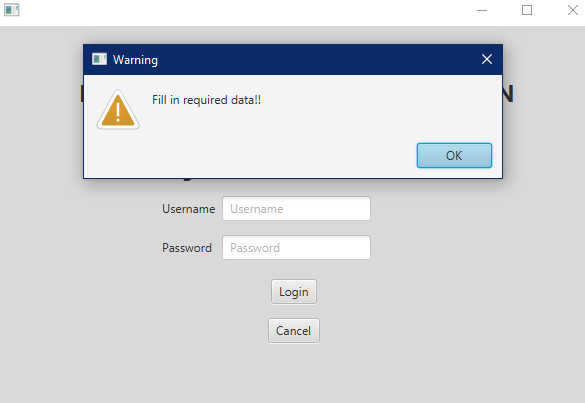 Warning
Fill in required data!!
OK
Username Username
Password Password
Login
Cancel